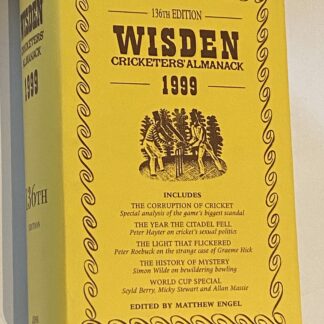 136TH EDITION
WISDEN
CRICKETERS' ALMANACK
1999
INCLUDES
THE CORRUPTION OF CRICKET
Special analysis of the game's biggest scandal
THE YEAR THE CITADEL FELL
Peter Hayter on cricket's sexual politics
THE LIGHT THAT FLICKERED
Peter Roebuck on the strange case of Graeme Hick
THE HISTORY OF MYSTERY
Simon Wilde on bewildering bowling
WORLD CUP SPECIAL
Scyld Berry, Micky Stewart and Allan Massie
EDITED BY MATTHEW ENGEL
WISDEN
CRICKETERS' ALMANACK
1999
136TH
EDITION